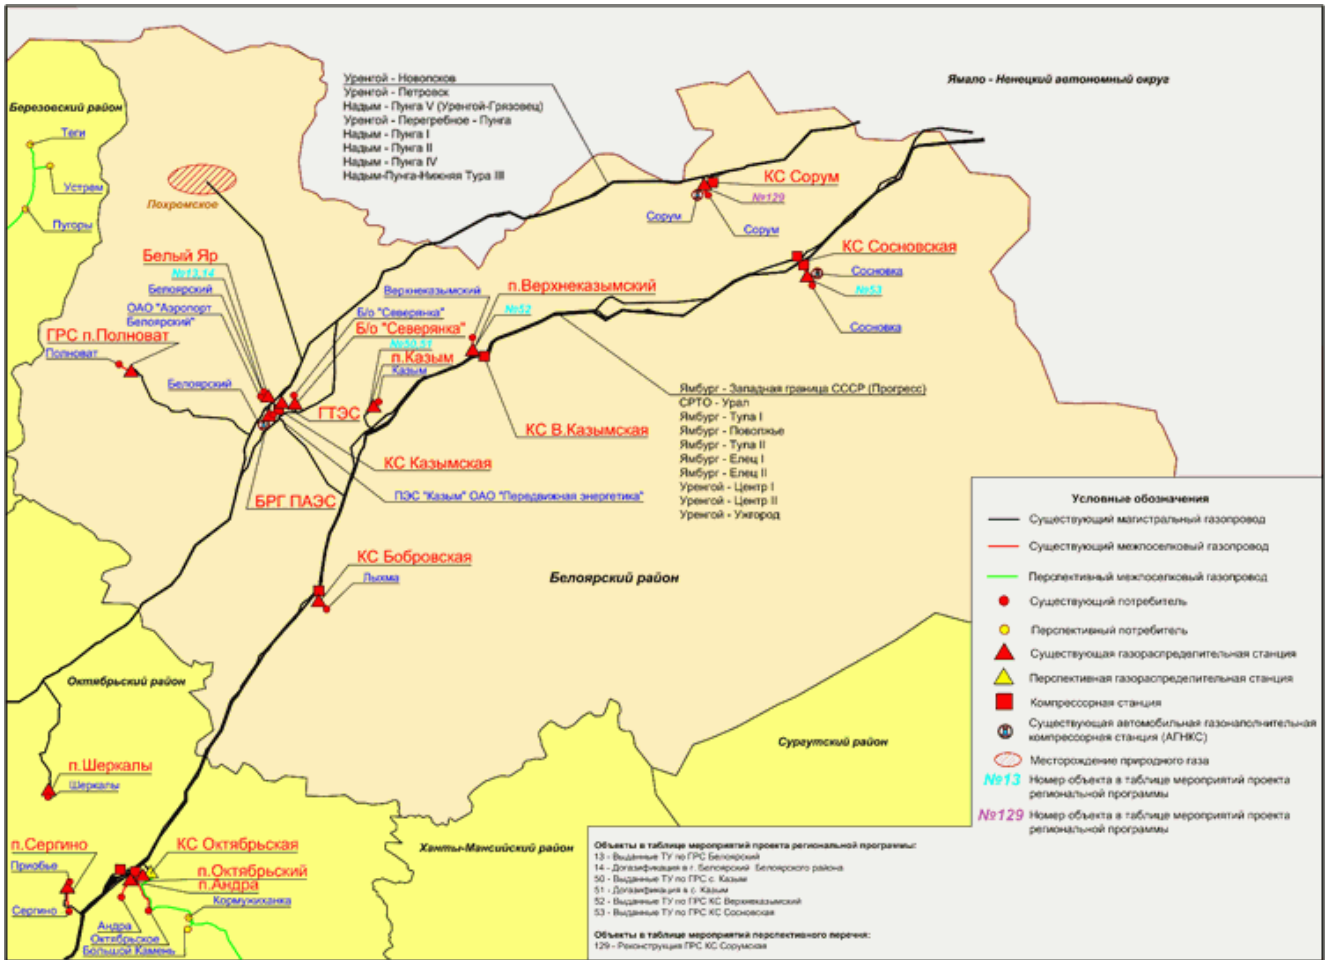 Ямало - Ненецкий автономный округ
Березовский район
Теги
Устрем
Пугоры
Уренгой - Новопсков
Уренгой - Петровск
Надым - Пунга V (Уренгой-Грязовец)
Уренгой - Перегребное - Пунга
Надым - Пунга I
Надым - Пунга II
Надым - Пунга IV
Надым-Пунга-Нижняя Тура III
Похромское
КС Сорум
№129
Сорум
Сорум
КС Сосновская
Сосновка
№53
Сосновка
Белый Яр
№13,14
Белоярский
ОАО "Аэропорт
Белоярский"
ГРС п.Полноват
Полноват
Белоярский
Верхнеказымский
Б/о "Северянка"
Б/о "Северянка"
№50,51
п.Казым
Казым
п.Верхнеказымский
№52
ГТЭС
КС В.Казымская
КС Казымская
БРГ ПАЭС
ПЭС "Казым" ОАО "Передвижная энергетика"
Ямбург - Западная граница СССР (Прогресс)
СРТО - Урал
Ямбург - Тула I
Ямбург - Поволжье
Ямбург - Тула II
Ямбург - Елец I
Ямбург - Елец II
Уренгой - Центр I
Уренгой - Центр II
Уренгой - Ужгород
КС Бобровская
Лыхма
Белоярский район
Октябрьский район
п.Шеркалы
Шеркалы
Сургутский район
Ханты-Мансийский район
п.Сергино
Приобье
Сергино
КС Октябрьская
п.Октябрьский
п.Андра
Кормужиханка
Андра
Октябрьское
Большой Камень
Условные обозначения
Существующий магистральный газопровод
Существующий межпоселковый газопровод
Перспективный межпоселковый газопровод
Существующий потребитель
Перспективный потребитель
Существующая газораспределительная станция
Перспективная газораспределительная станция
Компрессорная станция
Существующая автомобильная газонаполнительная
компрессорная станция (АГНКС)
Месторождение природного газа
№13 Номер объекта в таблице мероприятий проекта
региональной программы
№129 Номер объекта в таблице мероприятий проекта
региональной программы
Объекты в таблице мероприятий проекта региональной программы:
13 - Выданные ТУ по ГРС Белоярский
14 - Догазификация в г. Белоярский Белоярского района
50 - Выданные ТУ по ГРС с. Казым
51 - Догазификация в с. Казым
52 - Выданные ТУ по ГРС КС Верхнеказымский
53 - Выданные ТУ по ГРС КС Сосновская
Объекты в таблице мероприятий перспективного перечня:
129 - Реконструкция ГРС КС Сорумская